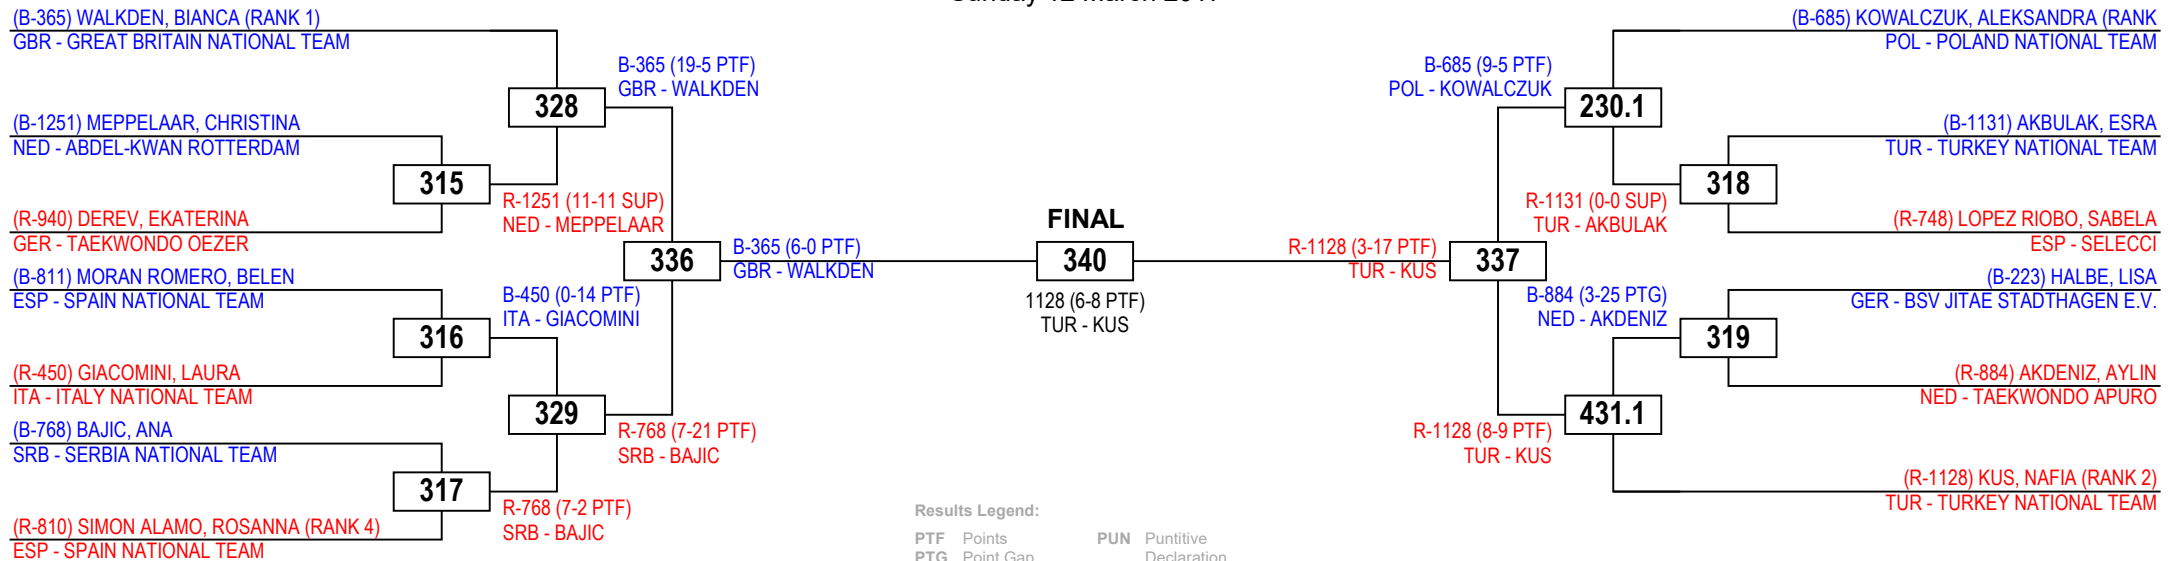 (B-365) WALKDEN, BIANCA (RANK 1)
GBR - GREAT BRITAIN NATIONAL TEAM
(B-1251) MEPPELAAR, CHRISTINA
NED - ABDEL-KWAN ROTTERDAM
(R-940) DEREV, EKATERINA
GER - TAEKWONDO OEZER
(B-811) MORAN ROMERO, BELEN
ESP - SPAIN NATIONAL TEAM
(R-450) GIACOMINI, LAURA
ITA - ITALY NATIONAL TEAM
(B-768) BAJIC, ANA
SRB - SERBIA NATIONAL TEAM
(R-810) SIMON ALAMO, ROSANNA (RANK 4)
ESP - SPAIN NATIONAL TEAM
315
316
317
328
329
B-365 (19-5 PTF)
GBR - WALKDEN
R-1251 (11-11 SUP)
NED - MEPPELAAR
B-450 (0-14 PTF)
ITA - GIACOMINI
R-768 (7-21 PTF)
SRB - BAJIC
R-768 (7-2 PTF)
SRB - BAJIC
336
B-365 (6-0 PTF)
GBR - WALKDEN
FINAL
340
1128 (6-8 PTF)
TUR - KUS
R-1128 (3-17 PTF)
TUR - KUS
337
B-685 (9-5 PTF)
POL - KOWALCZUK
230.1
R-1131 (0-0 SUP)
TUR - AKBULAK
318
B-884 (3-25 PTG)
NED - AKDENIZ
319
R-1128 (8-9 PTF)
TUR - KUS
431.1
(B-685) KOWALCZUK, ALEKSANDRA (RANK
POL - POLAND NATIONAL TEAM
(B-1131) AKBULAK, ESRA
TUR - TURKEY NATIONAL TEAM
(R-748) LOPEZ RIOBO, SABELA
ESP - SELECCI
(B-223) HALBE, LISA
GER - BSV JITAE STADTHAGEN E.V.
(R-884) AKDENIZ, AYLIN
NED - TAEKWONDO APURO
(R-1128) KUS, NAFIA (RANK 2)
TUR - TURKEY NATIONAL TEAM
Results Legend:
PTF Points PUN Puntitive
PTG Point Gap Declaration